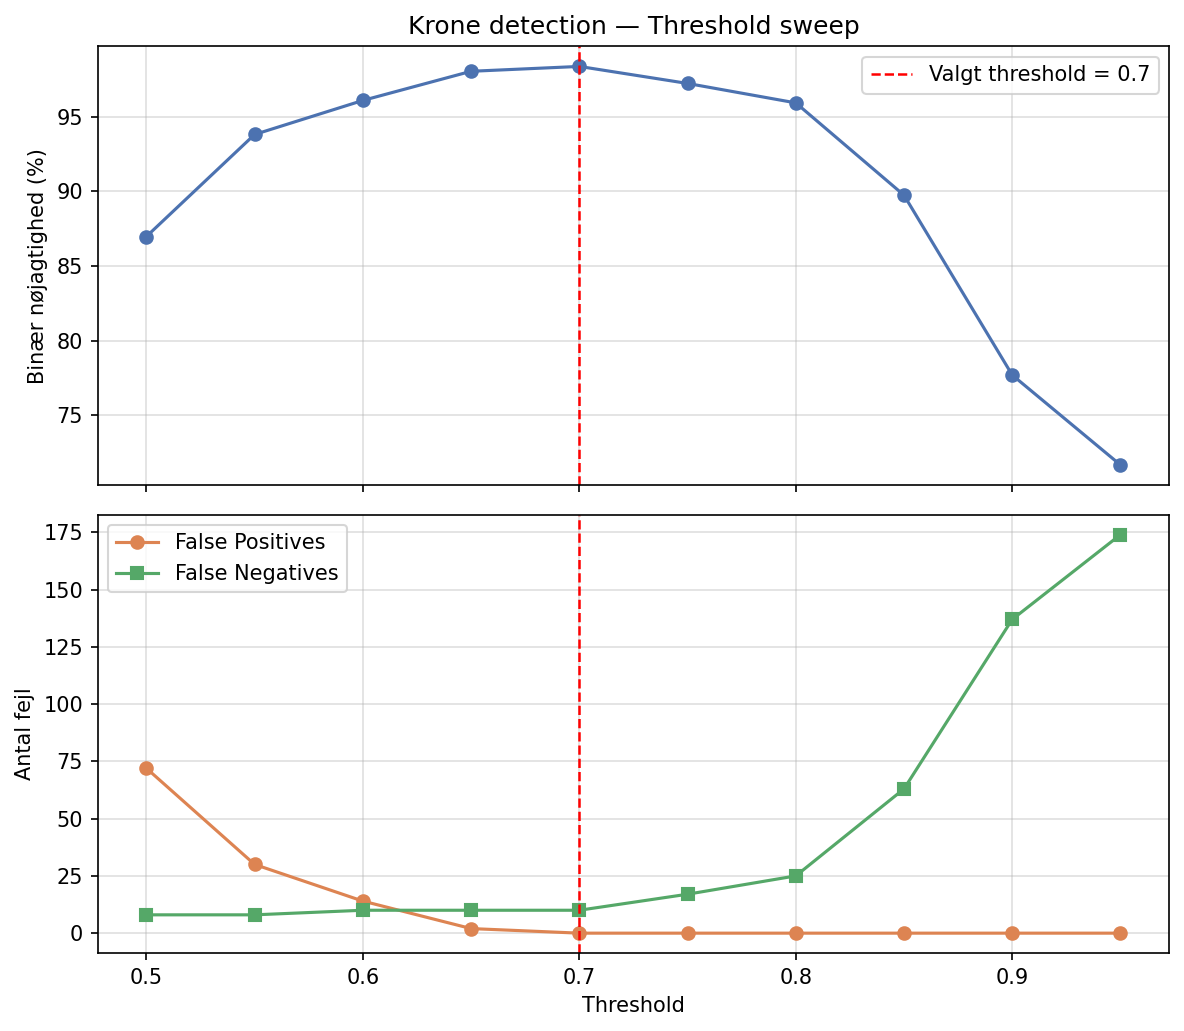 Krone detection — Threshold sweep
Valgt threshold = 0.7
Binær nøjagtighed (%)
95
90
85
80
75
False Positives
False Negatives
Antal fejl
175
150
125
100
75
50
25
0
0.5 0.6 0.7 0.8 0.9
Threshold